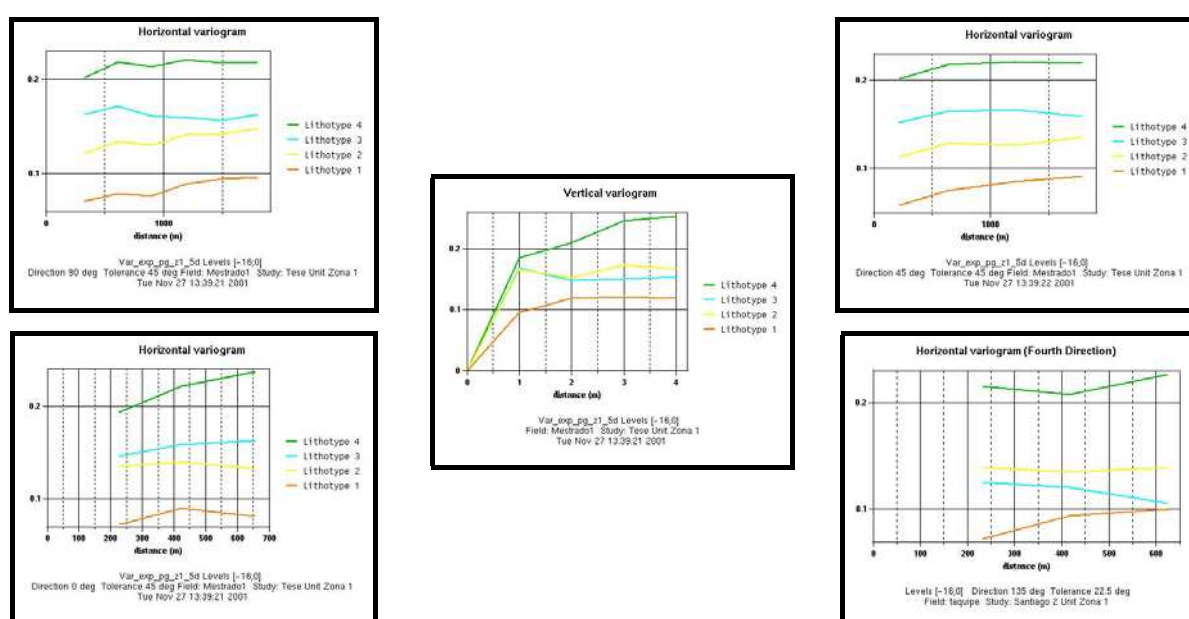 Horizontal variogram
0.2
0.1
0
1000
distance (m)
Lithotype 4
Lithotype 3
Lithotype 2
Lithotype 1
Var_exp_pg_z1_5d Levels [-16;0]
Direction 90 deg Tolerance 45 deg Field: Mestrado1 Study: Tese Unit Zona 1
Tue Nov 27 13:39:21 2001
Horizontal variogram
0.2
0.1
0
1000
distance (m)
Lithotype 4
Lithotype 3
Lithotype 2
Lithotype 1
Var_exp_pg_z1_5d Levels [-16;0]
Direction 45 deg Tolerance 45 deg Field: Mestrado1 Study: Tese Unit Zona 1
Tue Nov 27 13:39:22 2001
Vertical variogram
0.2
0.1
0
0 1 2 3 4
distance (m)
Lithotype 4
Lithotype 3
Lithotype 2
Lithotype 1
Var_exp_pg_z1_5d Levels [-16;0]
Field: Mestrado1 Study: Tese Unit Zona 1
Tue Nov 27 13:39:21 2001
Horizontal variogram
0.2
0.1
0 100 200 300 400 500 600 700
distance (m)
Lithotype 4
Lithotype 3
Lithotype 2
Lithotype 1
Var_exp_pg_z1_5d Levels [-16;0]
Direction 0 deg Tolerance 45 deg Field: Mestrado1 Study: Tese Unit Zona 1
Tue Nov 27 13:39:21 2001
Horizontal variogram (Fourth Direction)
0.2
0.1
0 100 200 300 400 500 600
distance (m)
Levels [-16;0] Direction 135 deg Tolerance 22.5 deg
Field: taquipe Study: Santiago 2 Unit Zona 1